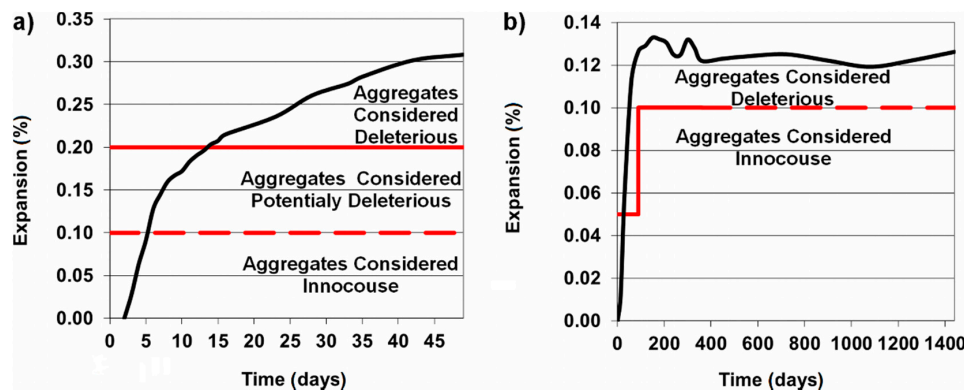 a)
0.35
0.30
0.25
0.20
0.15
0.10
0.05
0.00
Expansion (%)
Aggregates
Considered
Deleterious
Aggregates Considered
Potentialy Deleterious
Aggregates Considered
Innocouse
0 5 10 15 20 25 30 35 40 45
Time (days)
b)
0.14
0.12
0.10
0.08
0.06
0.04
0.02
0.00
Expansion (%)
Aggregates Considered
Deleterious
Aggregates Considered
Innocouse
0 200 400 600 800 1000 1200 1400
Time (days)